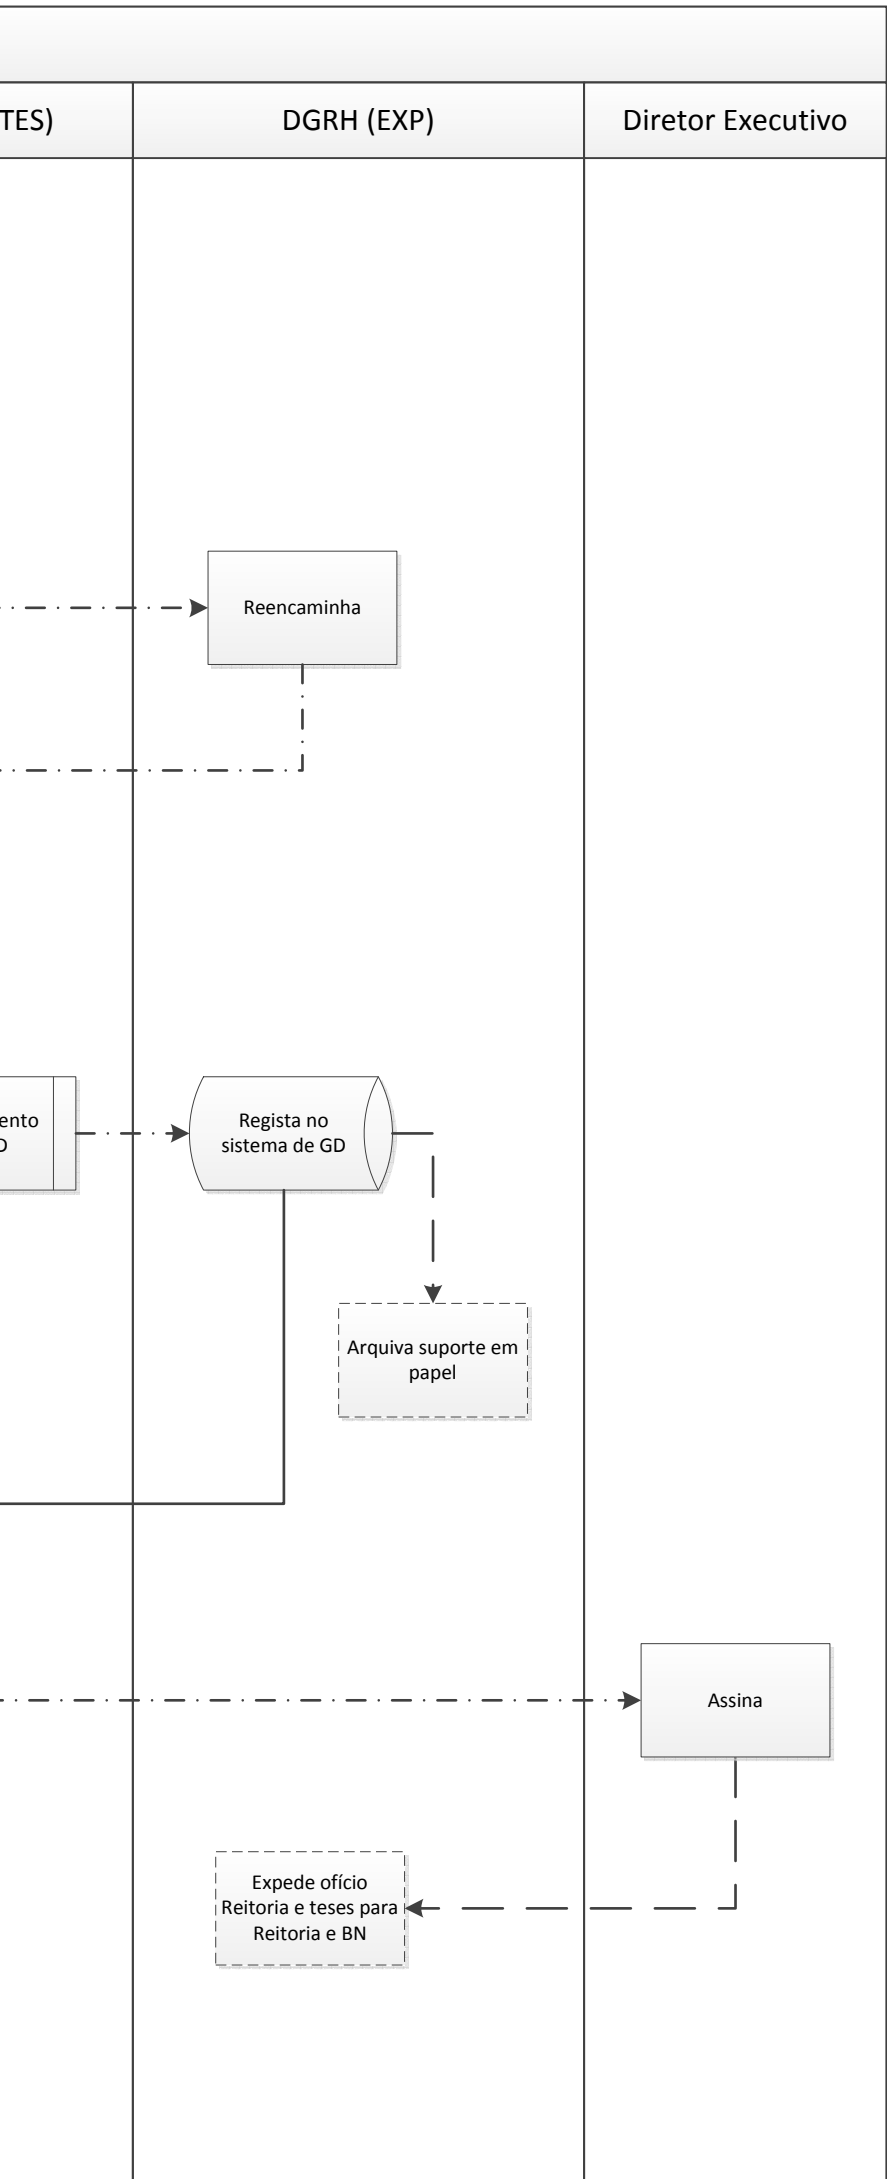 TES)
DGRH (EXP)
Diretor Executivo
Reencaminha
ento
Regista no
sistema de GD
Arquiva suporte em
papel
Assina
Expede ofício
Reitoria e teses para
Reitoria e BN